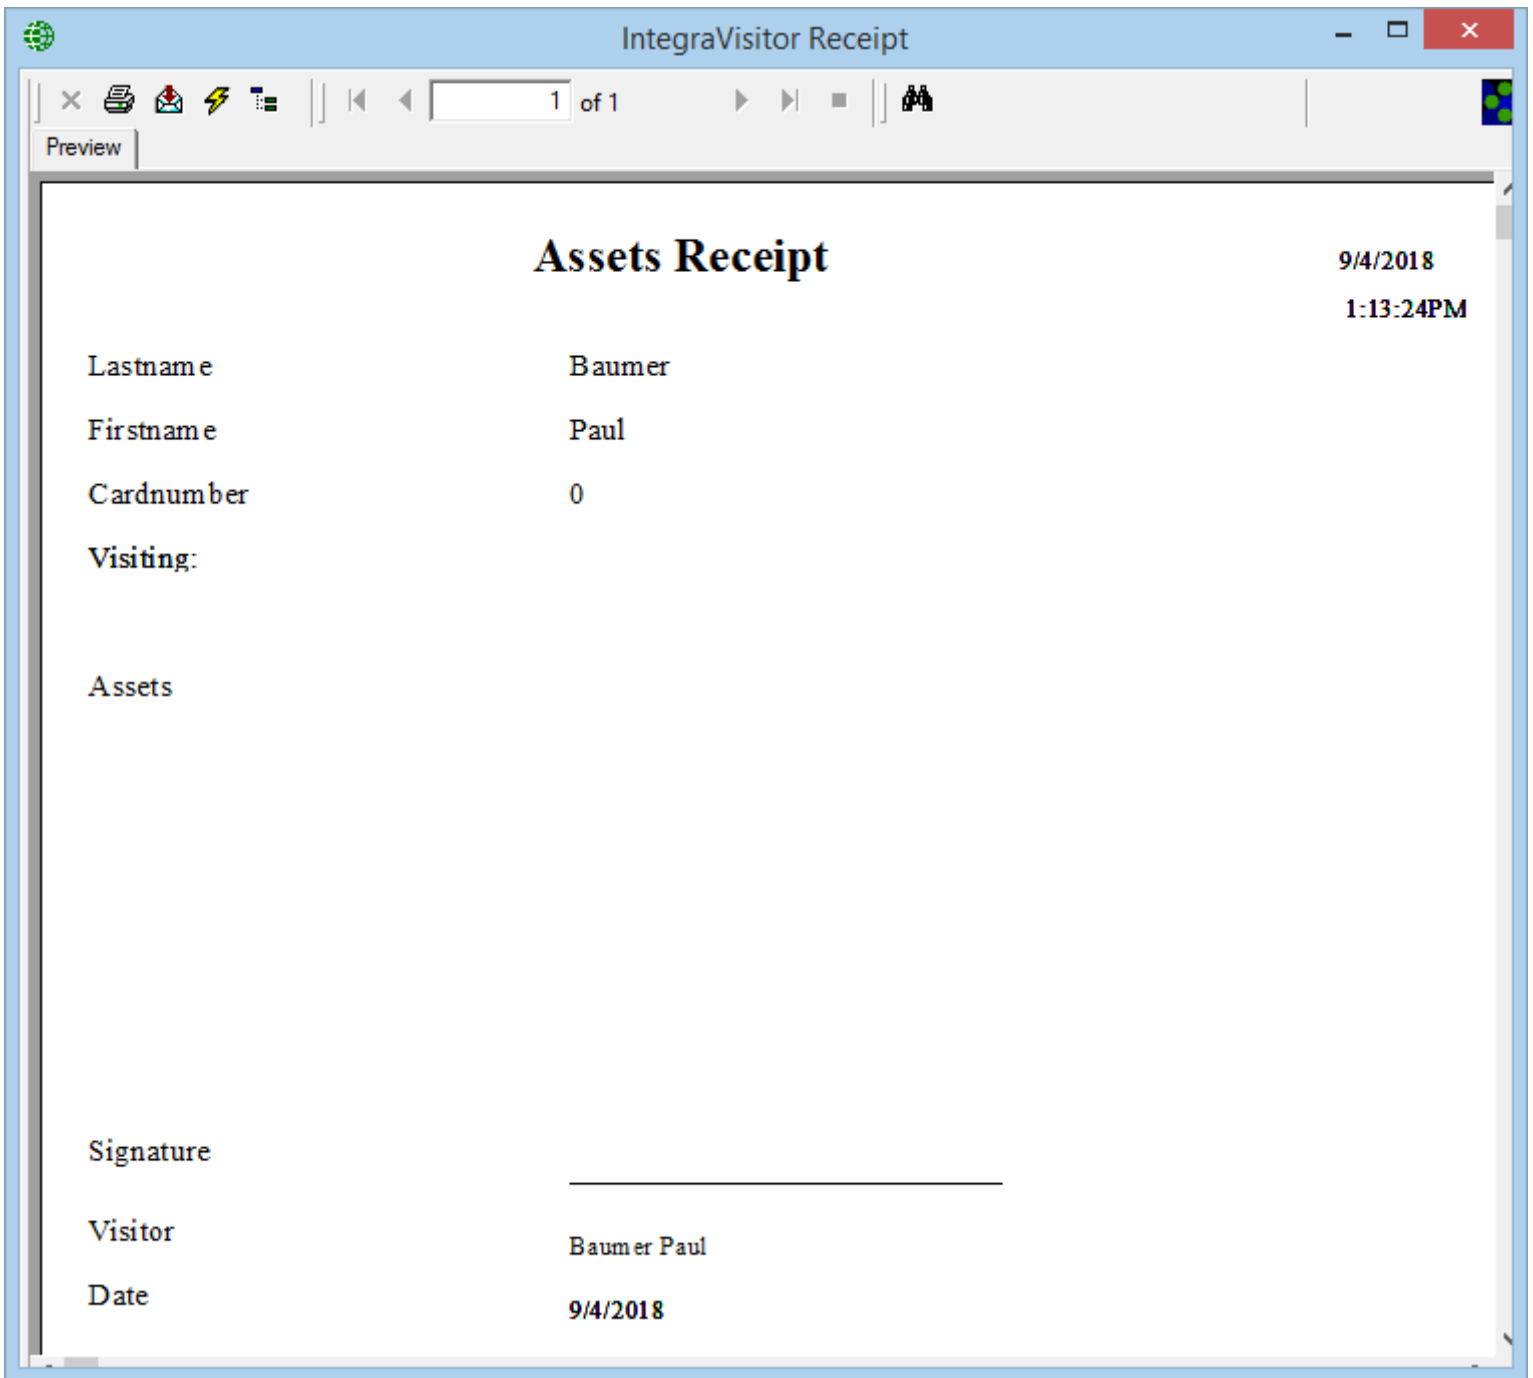 IntegraVisitor Receipt
1 of 1
Preview
Assets Receipt
9/4/2018
1:13:24PM
Lastname Baumer
Firstname Paul
Cardnumber 0
Visiting:
Assets
Signature
Visitor Baumer Paul
Date 9/4/2018